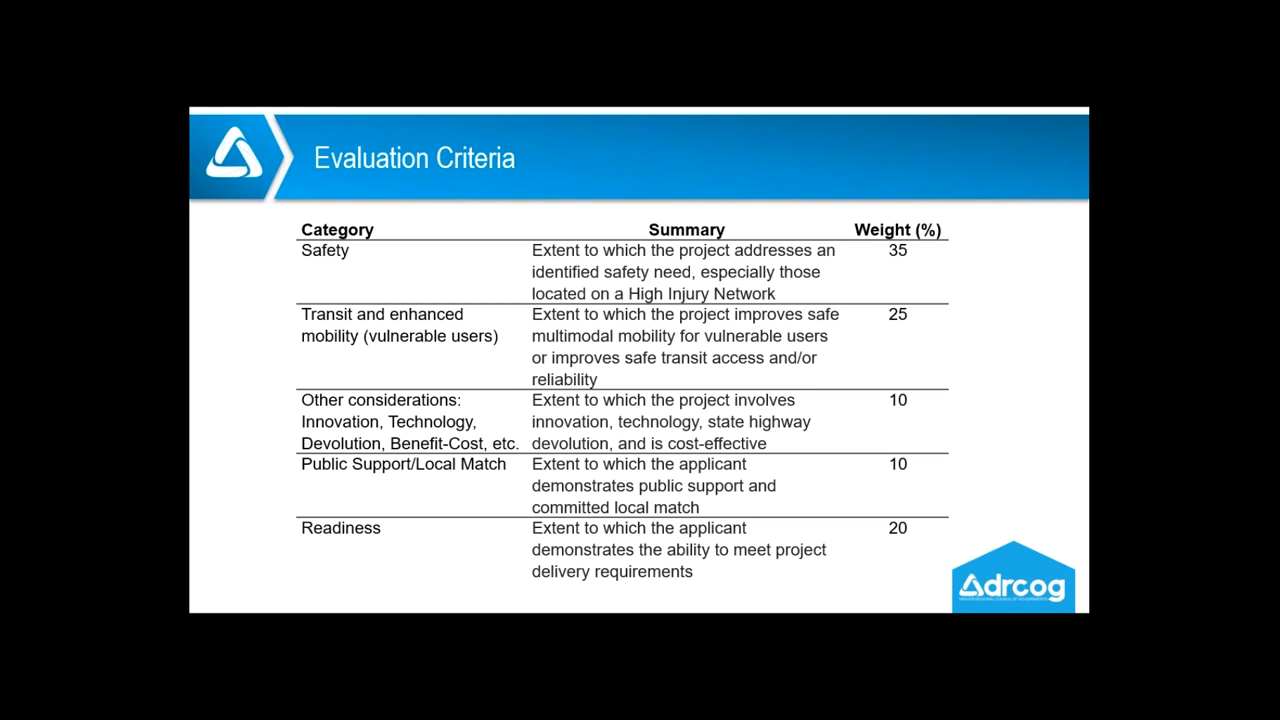 Evaluation Criteria
Category Summary Weight (%)
Safety Extent to which the project addresses an 35
identified safety need, especially those
located on a High Injury Network
Transit and enhanced Extent to which the project improves safe 25
mobility (vulnerable users) multimodal mobility for vulnerable users
or improves safe transit access and/or
reliability
Other considerations: Extent to which the project involves 10
Innovation, Technology, innovation, technology, state highway
Devolution, Benefit-Cost, etc. devolution, and is cost-effective
Public Support/Local Match Extent to which the applicant 10
demonstrates public support and
committed local match
Readiness Extent to which the applicant 20
demonstrates the ability to meet project
delivery requirements
drcog